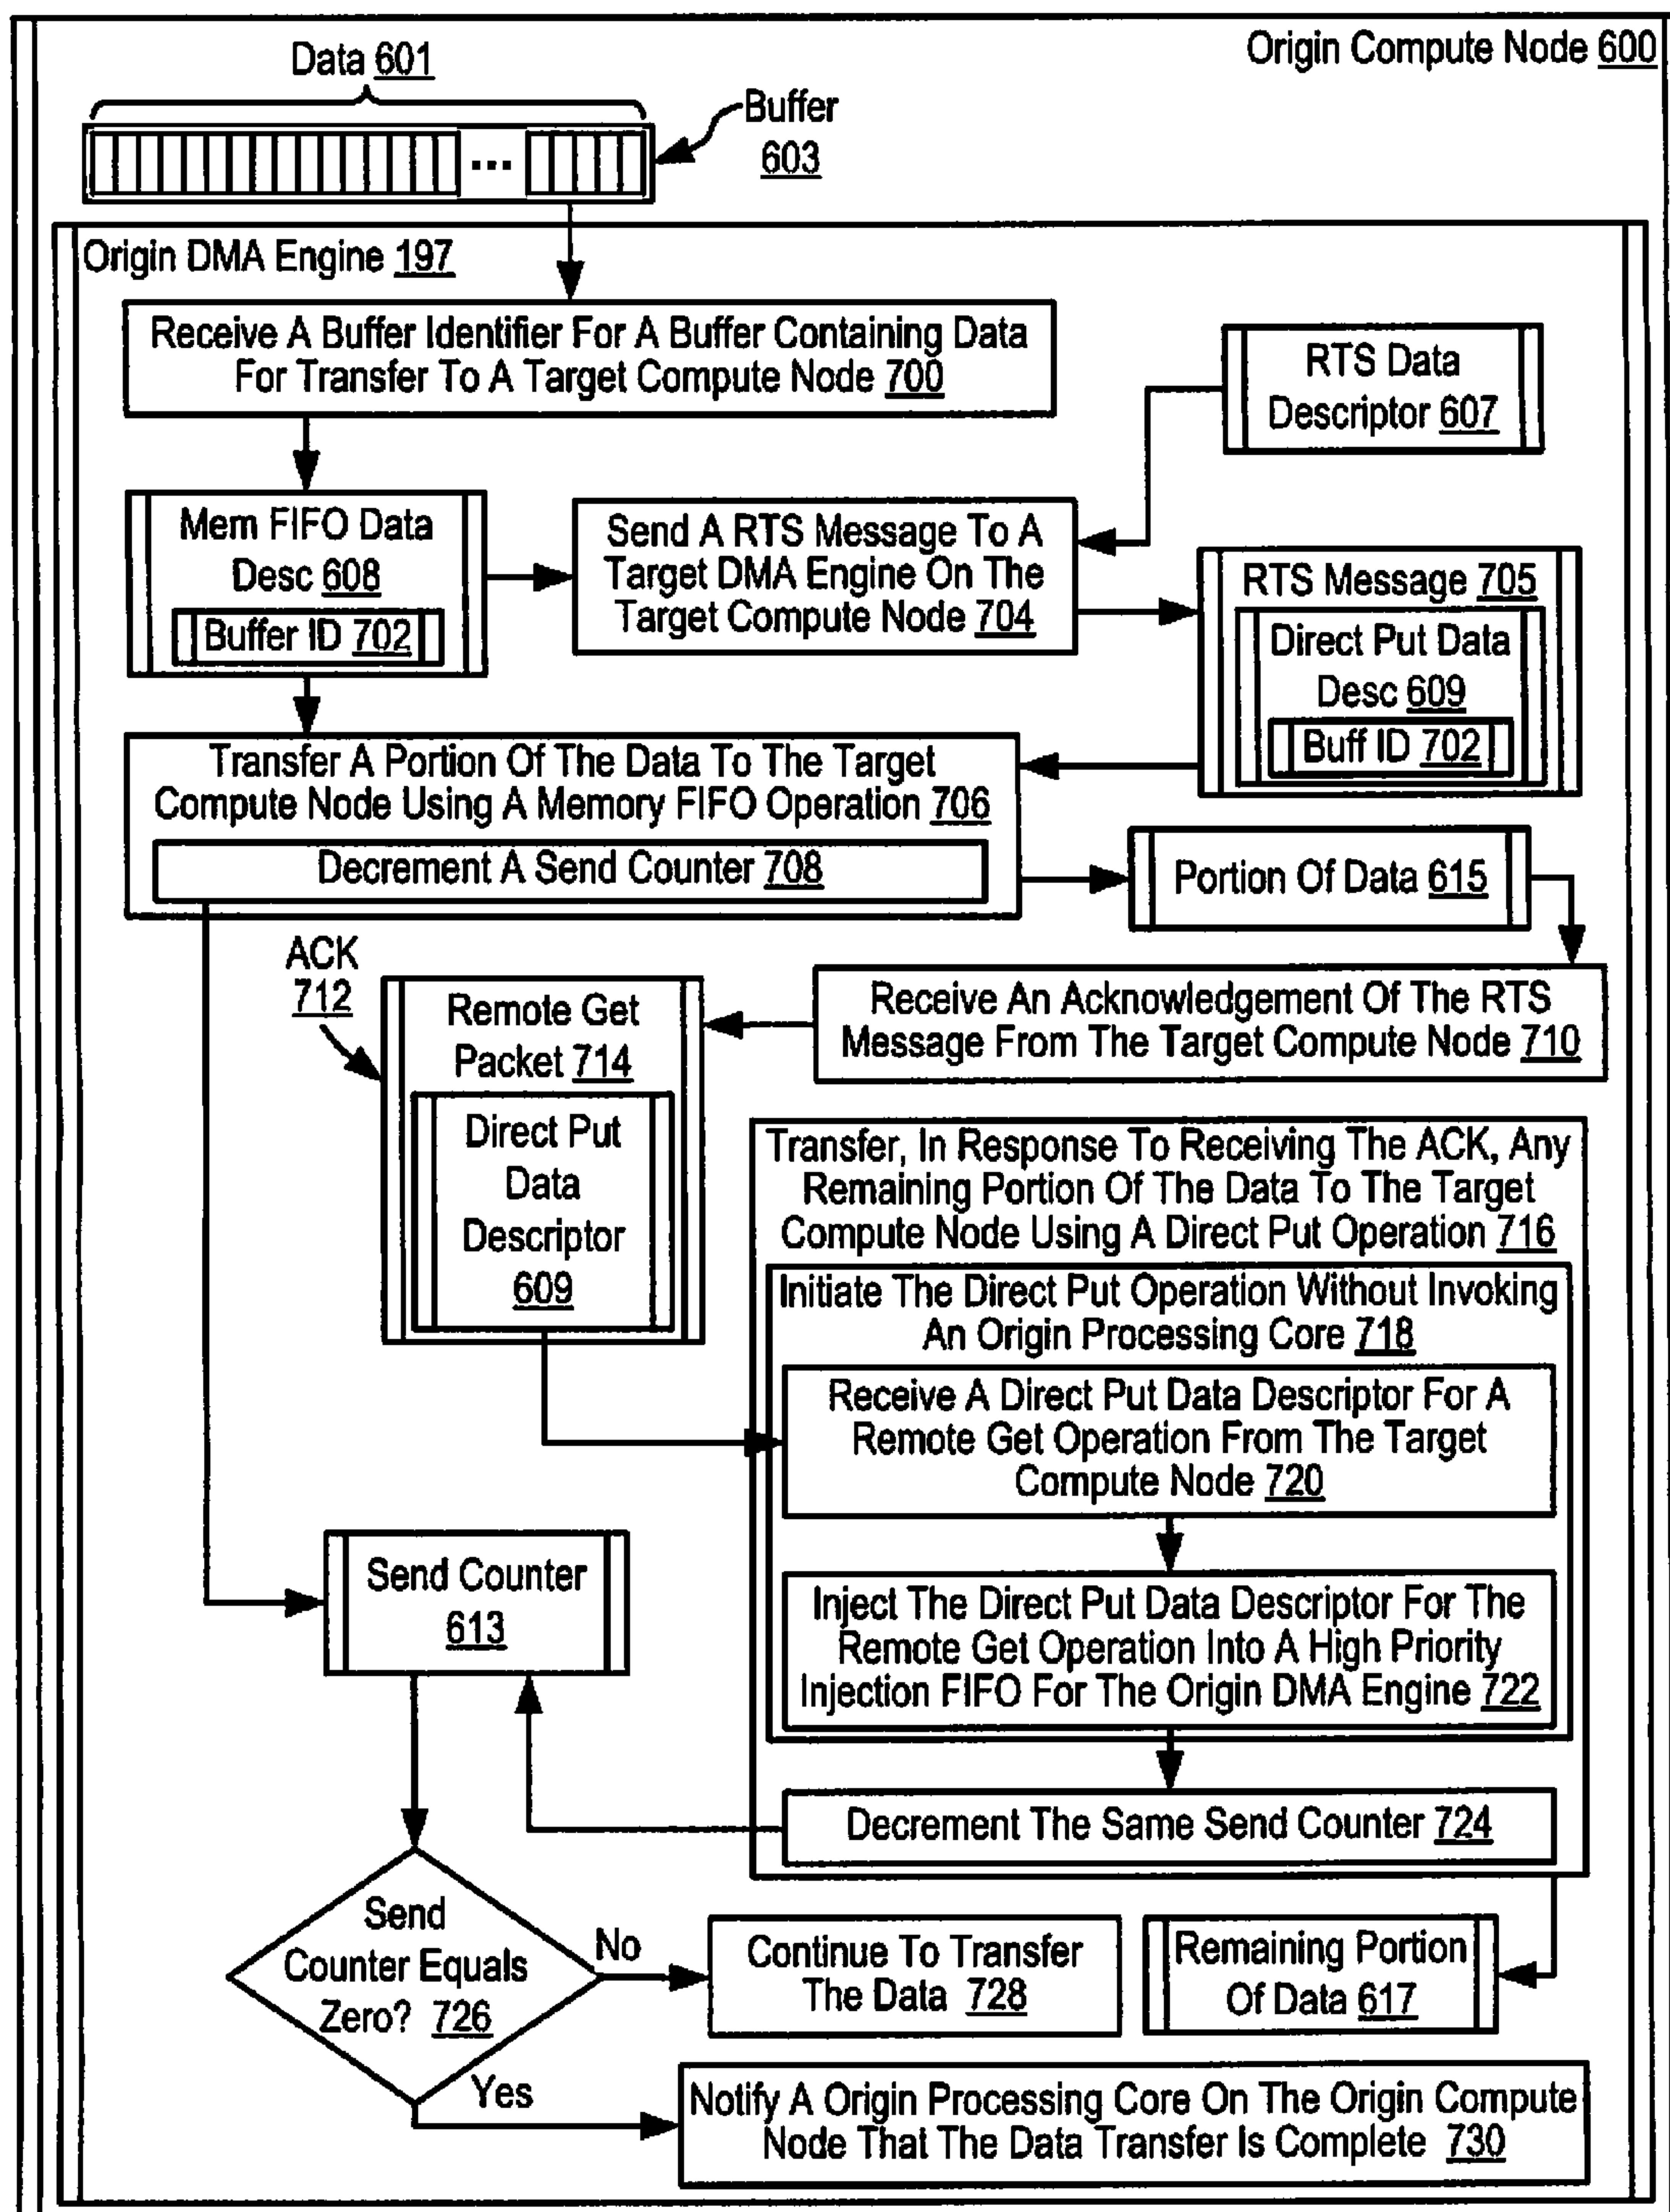 Origin Compute Node 600
Data 601
Buffer
603
...
Origin DMA Engine 197
Receive A Buffer Identifier For A Buffer Containing Data
For Transfer To A Target Compute Node 700
RTS Data
Descriptor 607
Mem FIFO Data
Desc 608
Buffer ID 702
Send A RTS Message To A
Target DMA Engine On The
Target Compute Node 704
RTS Message 705
Direct Put Data
Desc 609
Buff ID 702
Transfer A Portion Of The Data To The Target
Compute Node Using A Memory FIFO Operation 706
Decrement A Send Counter 708
Portion Of Data 615
ACK
712
Remote Get
Packet 714
Direct Put
Data
Descriptor
609
Receive An Acknowledgement Of The RTS
Message From The Target Compute Node 710
Transfer, In Response To Receiving The ACK, Any
Remaining Portion Of The Data To The Target
Compute Node Using A Direct Put Operation 716
Initiate The Direct Put Operation Without Invoking
An Origin Processing Core 718
Receive A Direct Put Data Descriptor For A
Remote Get Operation From The Target
Compute Node 720
Send Counter
613
Inject The Direct Put Data Descriptor For The
Remote Get Operation Into A High Priority
Injection FIFO For The Origin DMA Engine 722
Decrement The Same Send Counter 724
Send
Counter Equals
Zero? 726
No
Continue To Transfer
The Data 728
Remaining Portion
Of Data 617
Yes
Notify A Origin Processing Core On The Origin Compute
Node That The Data Transfer Is Complete 730